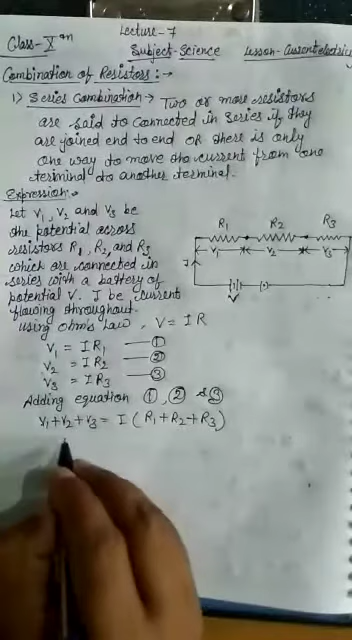 Lecture-7
Class-Xth Subject-Science Lesson-Current electricity
Combination of Resistors:→
1) Series Combination → Two or more resistors
are said to connected in series if they
are joined end to end OR there is only
one way to move the current from one
terminal to another terminal.
Expression→
Let V1, V2 and V3 be
the potential across
resistors R1, R2, and R3
which are connected in
series with a battery of
potential V. I be current
flowing throughout.
R1 R2 R3
V1 V2 V3
I
V
Using ohm's Law, V = IR
V1 = IR1 — ①
V2 = IR2 — ②
V3 = IR3 — ③
Adding equation ①, ② & ③
V1+V2+V3 = I (R1+R2+R3)